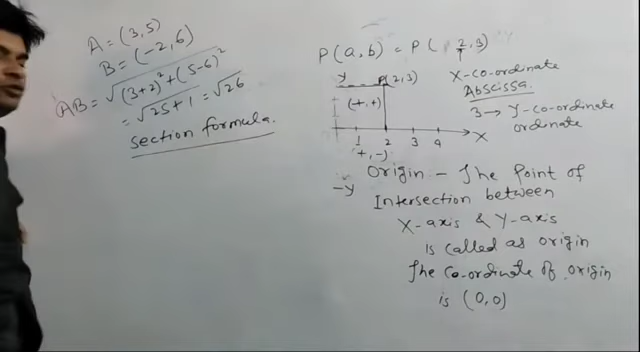 A = (3,5)
B = (-2,6)
AB = √(3+2)² + (5-6)²
= √25+1 = √26
section formula.
P(a,b) = P(2,3)
X-co-ordinate
Abscissa
3 → Y-co-ordinate
ordinate
Y
P(2,3)
(+,+)
1 2 3 4 X
(+,-)
-Y
Origin - The Point of
Intersection between
X-axis & Y-axis
is called as origin
The Co-ordinate of origin
is (0,0)